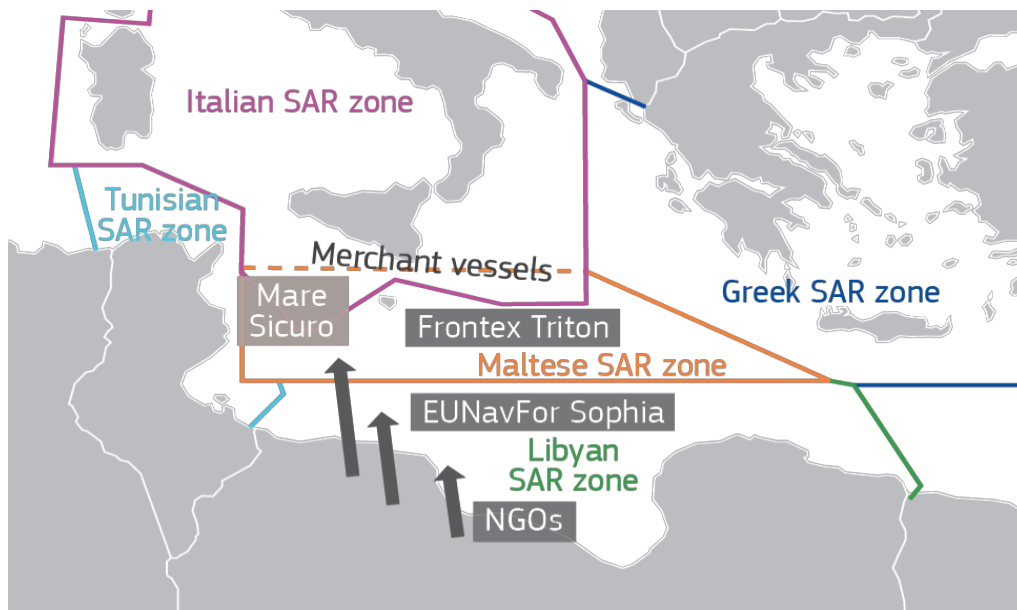 Italian SAR zone
Tunisian
SAR zone
Merchant vessels
Mare
Sicuro
Greek SAR zone
Frontex Triton
Maltese SAR zone
EUNavFor Sophia
Libyan
SAR zone
NGOs